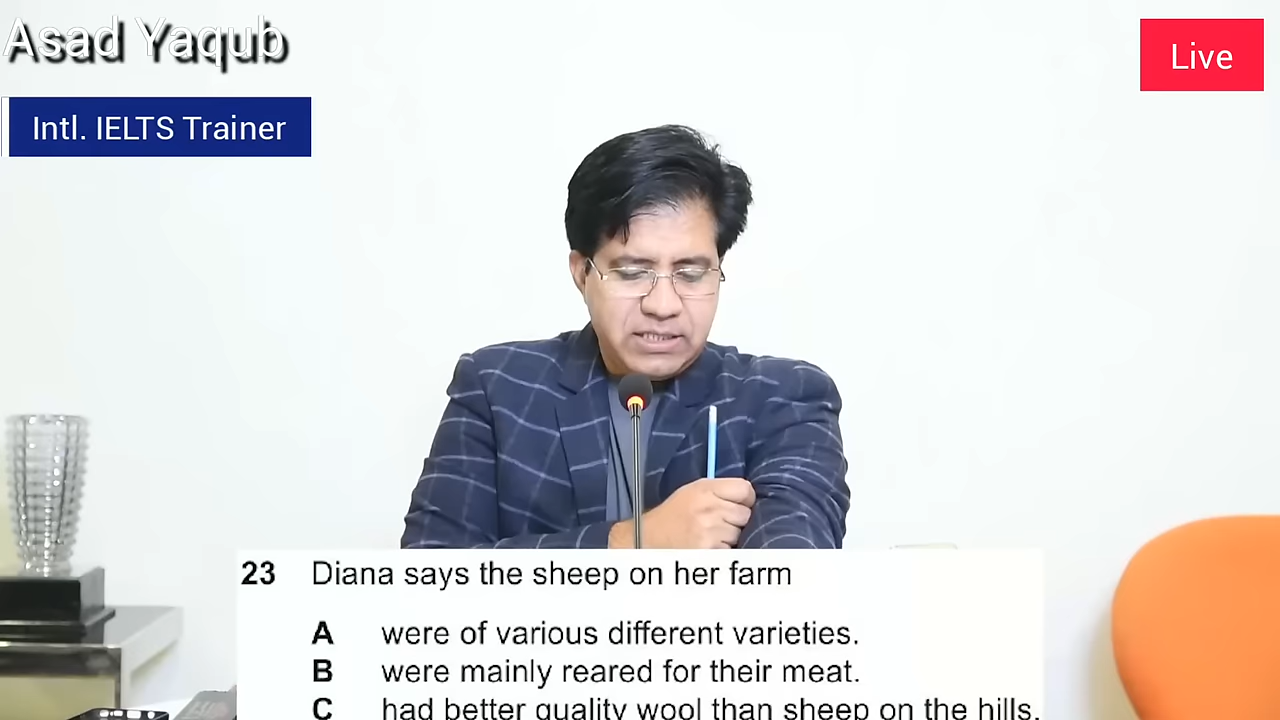 Asad Yaqub
Live
Intl. IELTS Trainer
23 Diana says the sheep on her farm
A were of various different varieties.
B were mainly reared for their meat.
C had better quality wool than sheep on the hills.